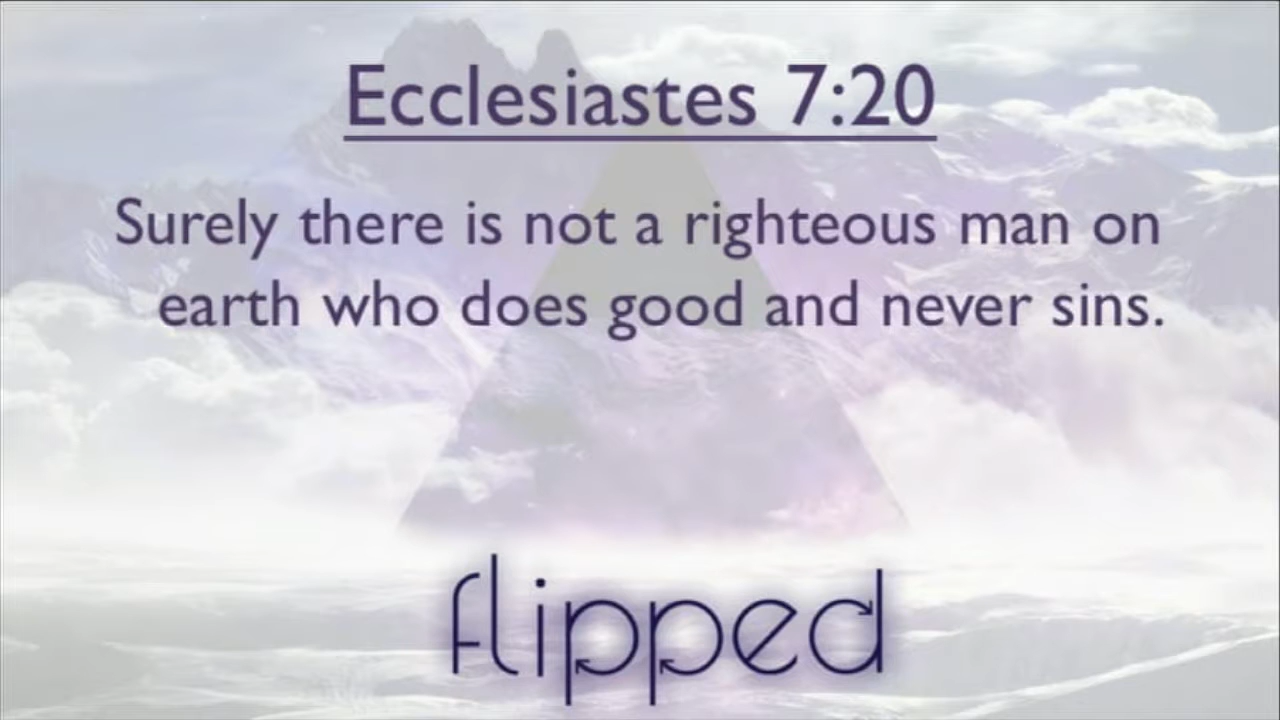 Ecclesiastes 7:20
Surely there is not a righteous man on
earth who does good and never sins.
flipped